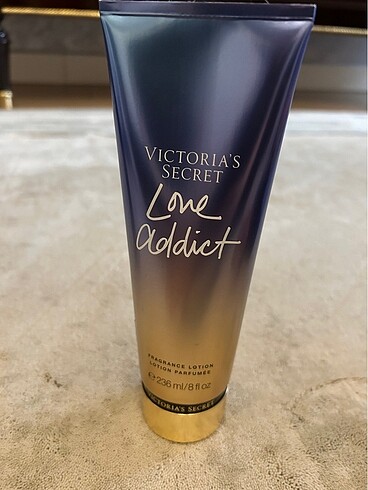 VICTORIA'S
SECRET
Love
addict
FRAGRANCE LOTION
LOTION PARFUMÉE
℮ 236 ml/8 fl oz
VICTORIA'S SECRET